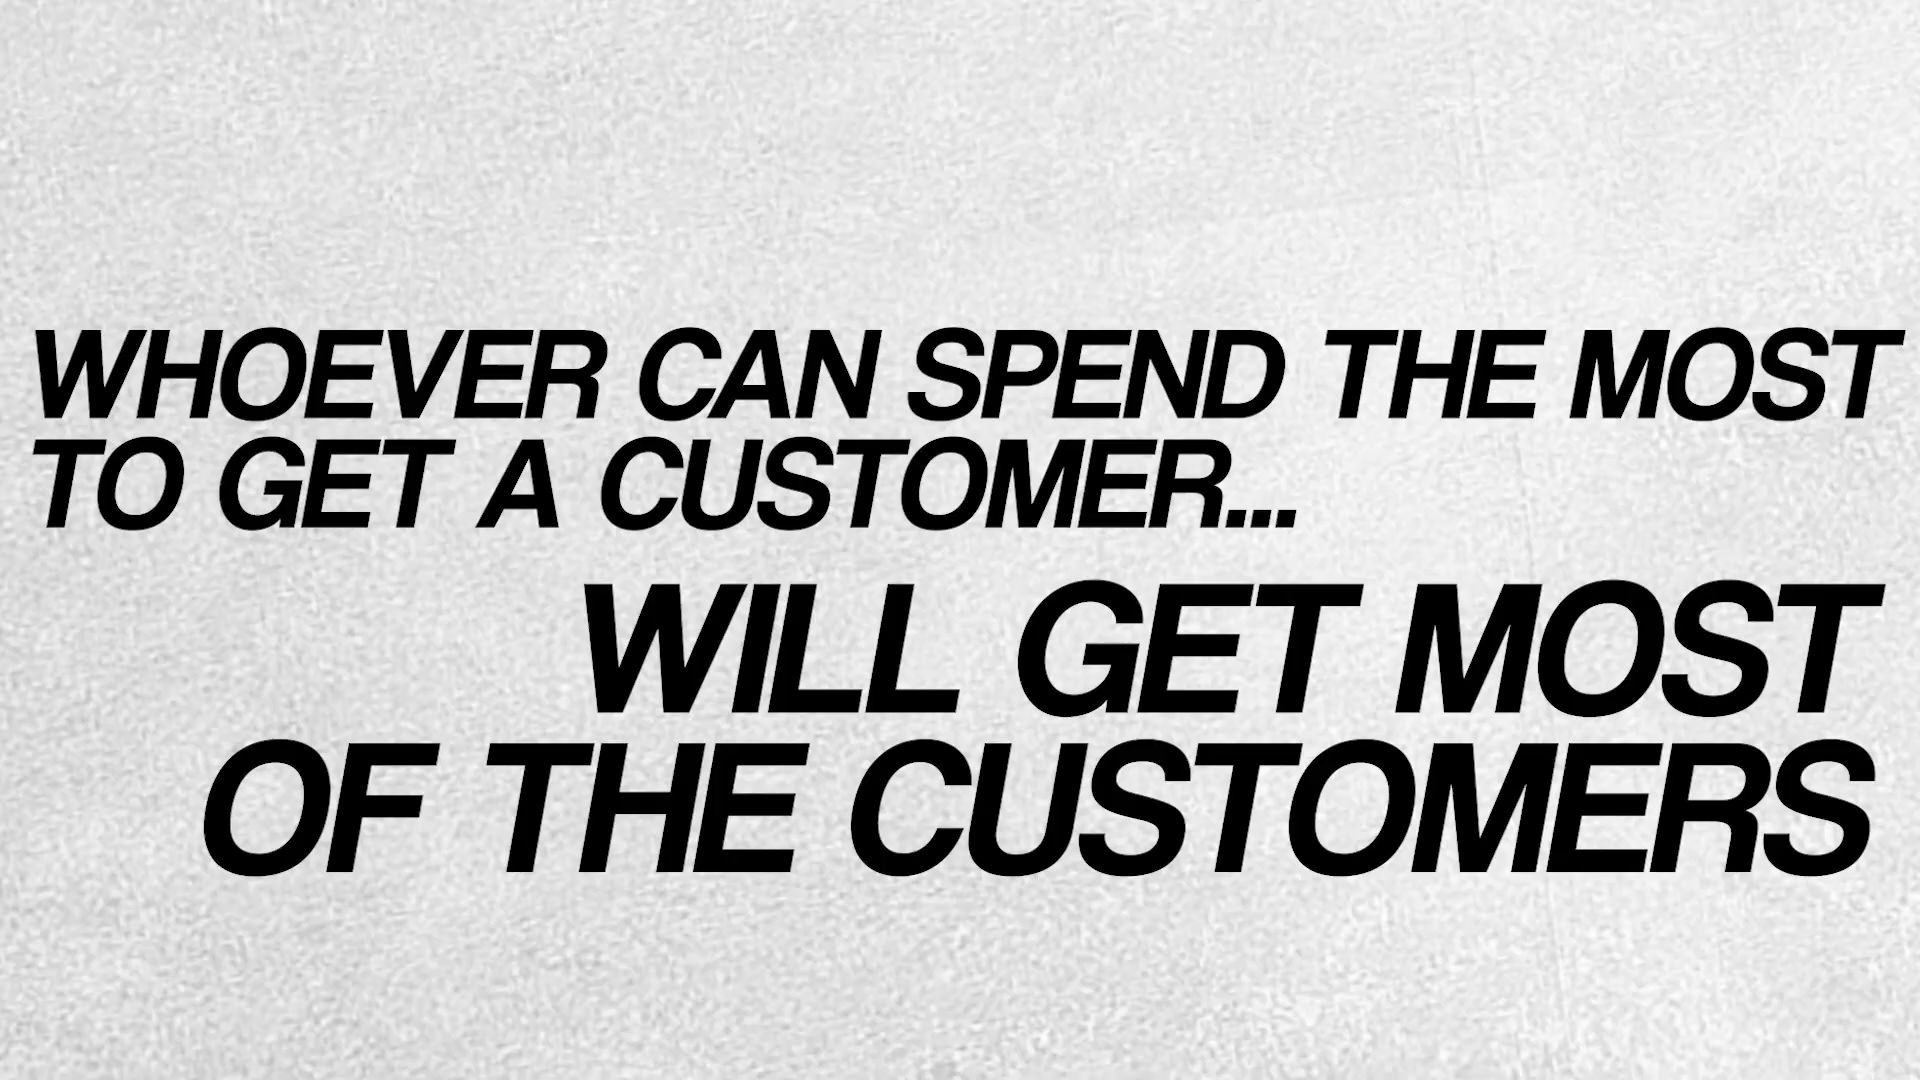 WHOEVER CAN SPEND THE MOST
TO GET A CUSTOMER...
WILL GET MOST
OF THE CUSTOMERS